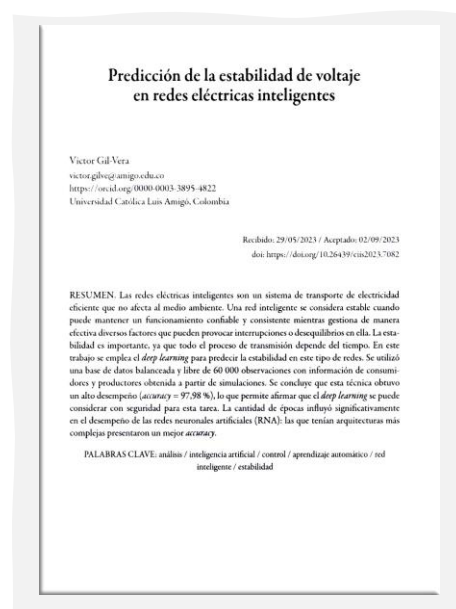 Predicción de la estabilidad de voltaje
en redes eléctricas inteligentes
Victor Gil-Vera
victor.gilve@amigo.edu.co
https://orcid.org/0000-0003-3895-4822
Universidad Católica Luis Amigó, Colombia
Recibido: 29/05/2023 / Aceptado: 02/09/2023
doi: https://doi.org/10.26439/ciis2023.7082
RESUMEN. Las redes eléctricas inteligentes son un sistema de transporte de electricidad
eficiente que no afecta al medio ambiente. Una red inteligente se considera estable cuando
puede mantener un funcionamiento confiable y consistente mientras gestiona de manera
efectiva diversos factores que pueden provocar interrupciones o desequilibrios en ella. La esta-
bilidad es importante, ya que todo el proceso de transmisión depende del tiempo. En este
trabajo se emplea el deep learning para predecir la estabilidad en este tipo de redes. Se utilizó
una base de datos balanceada y libre de 60 000 observaciones con información de consumi-
dores y productores obtenida a partir de simulaciones. Se concluye que esta técnica obtuvo
un alto desempeño (accuracy = 97,98 %), lo que permite afirmar que el deep learning se puede
considerar con seguridad para esta tarea. La cantidad de épocas influyó significativamente
en el desempeño de las redes neuronales artificiales (RNA): las que tenían arquitecturas más
complejas presentaron un mejor accuracy.
PALABRAS CLAVE: análisis / inteligencia artificial / control / aprendizaje automático / red
inteligente / estabilidad